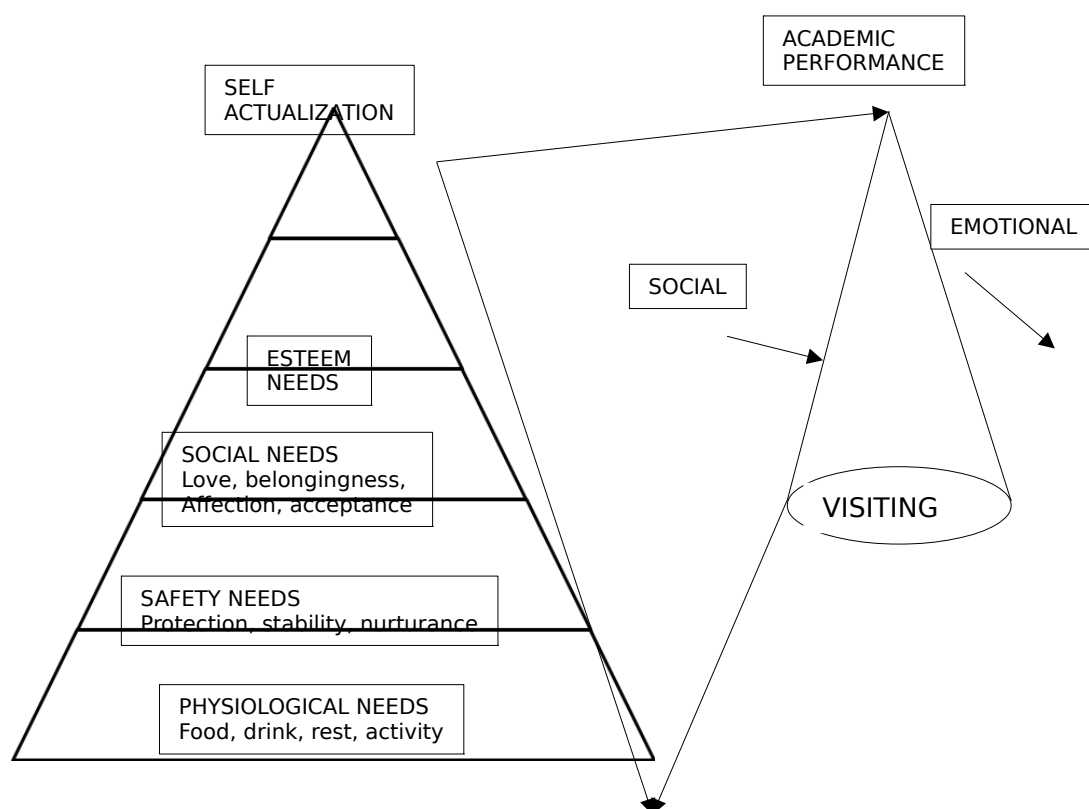 SELF
ACTUALIZATION
ESTEEM
NEEDS
SOCIAL NEEDS
Love, belongingness,
Affection, acceptance
SAFETY NEEDS
Protection, stability, nurturance
PHYSIOLOGICAL NEEDS
Food, drink, rest, activity
ACADEMIC
PERFORMANCE
EMOTIONAL
SOCIAL
VISITING